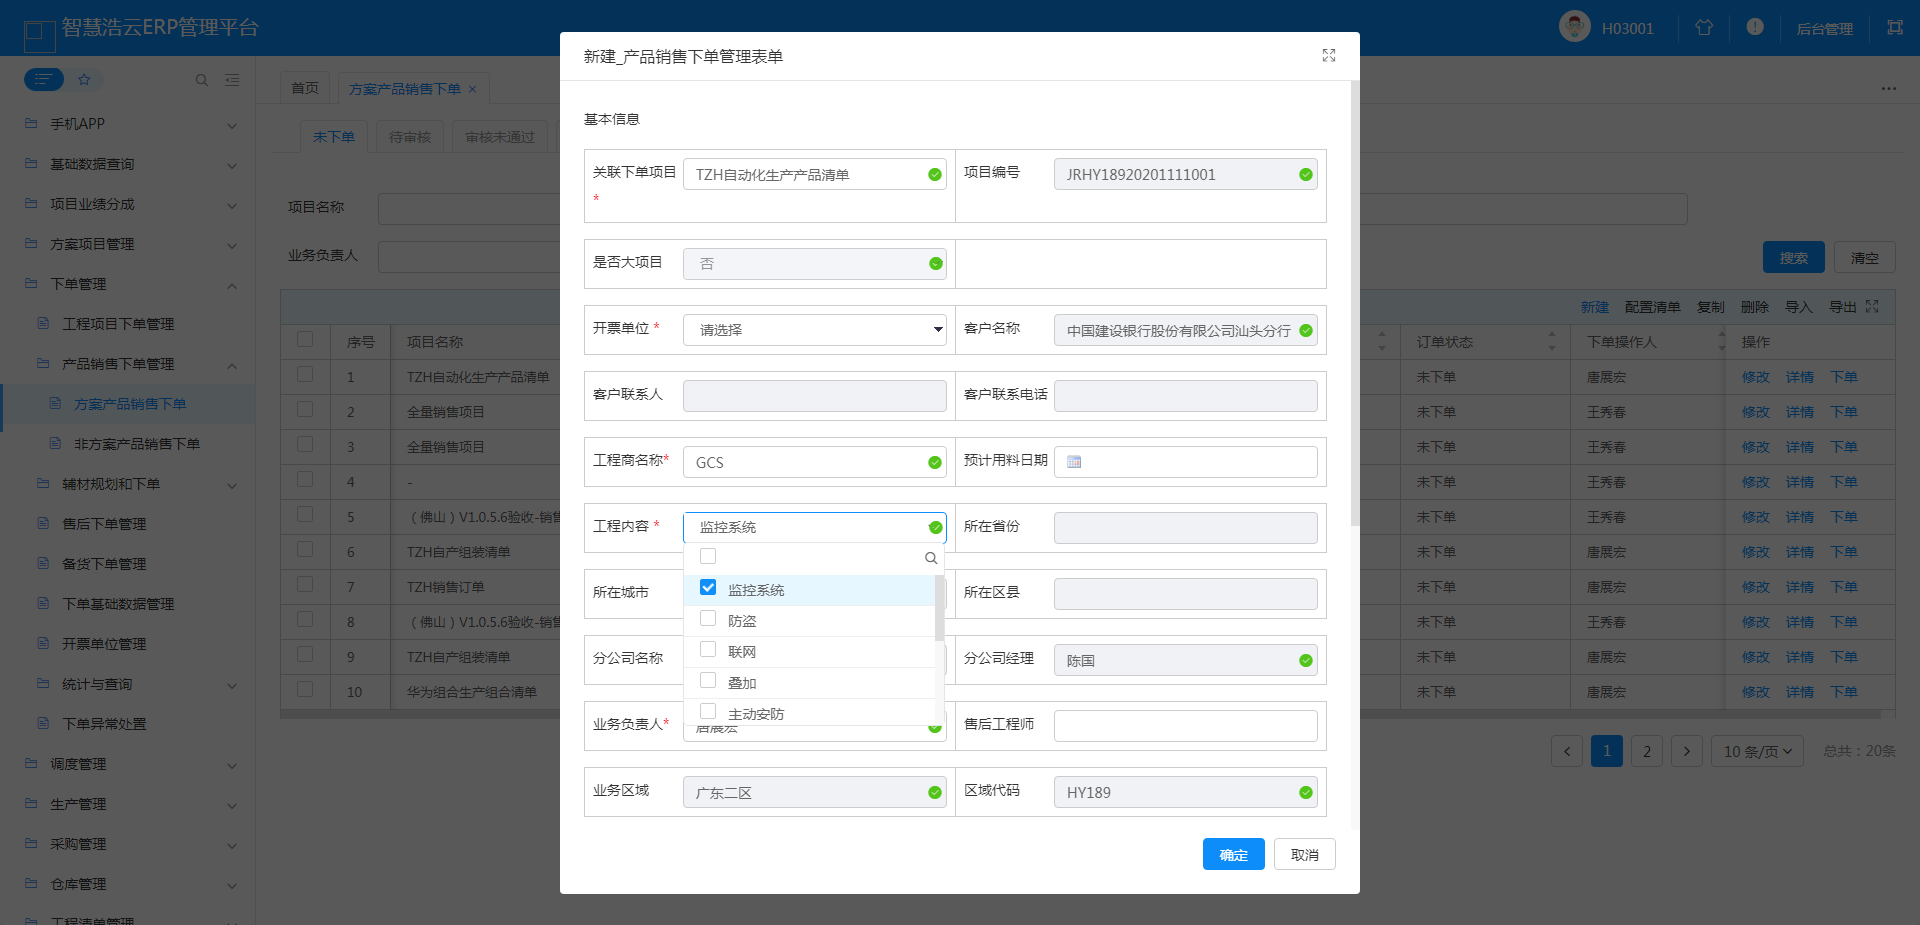 智慧浩云ERP管理平台
H03001
后台管理
首页
方案产品销售下单 ×
...
未下单
待审核
审核未通过
手机APP
基础数据查询
项目业绩分成
方案项目管理
下单管理
工程项目下单管理
产品销售下单管理
方案产品销售下单
非方案产品销售下单
辅材规划和下单
售后下单管理
备货下单管理
下单基础数据管理
开票单位管理
统计与查询
下单异常处置
调度管理
生产管理
采购管理
仓库管理
工程清单管理
项目名称
业务负责人
搜索 清空
新建 配置清单 复制 删除 导入 导出
序号 项目名称 订单状态 下单操作人 操作
1 TZH自动化生产产品清单 未下单 唐展宏 修改 详情 下单
2 全量销售项目 未下单 王秀春 修改 详情 下单
3 全量销售项目 未下单 王秀春 修改 详情 下单
4 - 未下单 王秀春 修改 详情 下单
5 （佛山）V1.0.5.6验收-销售 未下单 王秀春 修改 详情 下单
6 TZH自产组装清单 未下单 唐展宏 修改 详情 下单
7 TZH销售订单 未下单 唐展宏 修改 详情 下单
8 （佛山）V1.0.5.6验收-销售 未下单 王秀春 修改 详情 下单
9 TZH自产组装清单 未下单 唐展宏 修改 详情 下单
10 华为组合生产组合清单 未下单 唐展宏 修改 详情 下单
< 1 2 > 10 条/页 总共：20条
新建_产品销售下单管理表单
基本信息
关联下单项目 * TZH自动化生产产品清单
项目编号 JRHY18920201111001
是否大项目 否
开票单位 * 请选择
客户名称 中国建设银行股份有限公司汕头分行
客户联系人
客户联系电话
工程商名称* GCS
预计用料日期
工程内容 * 监控系统
所在省份
监控系统
防盗
联网
叠加
主动安防
所在城市
所在区县
分公司名称
分公司经理 陈国
业务负责人* 唐展宏
售后工程师
业务区域 广东二区
区域代码 HY189
确定 取消